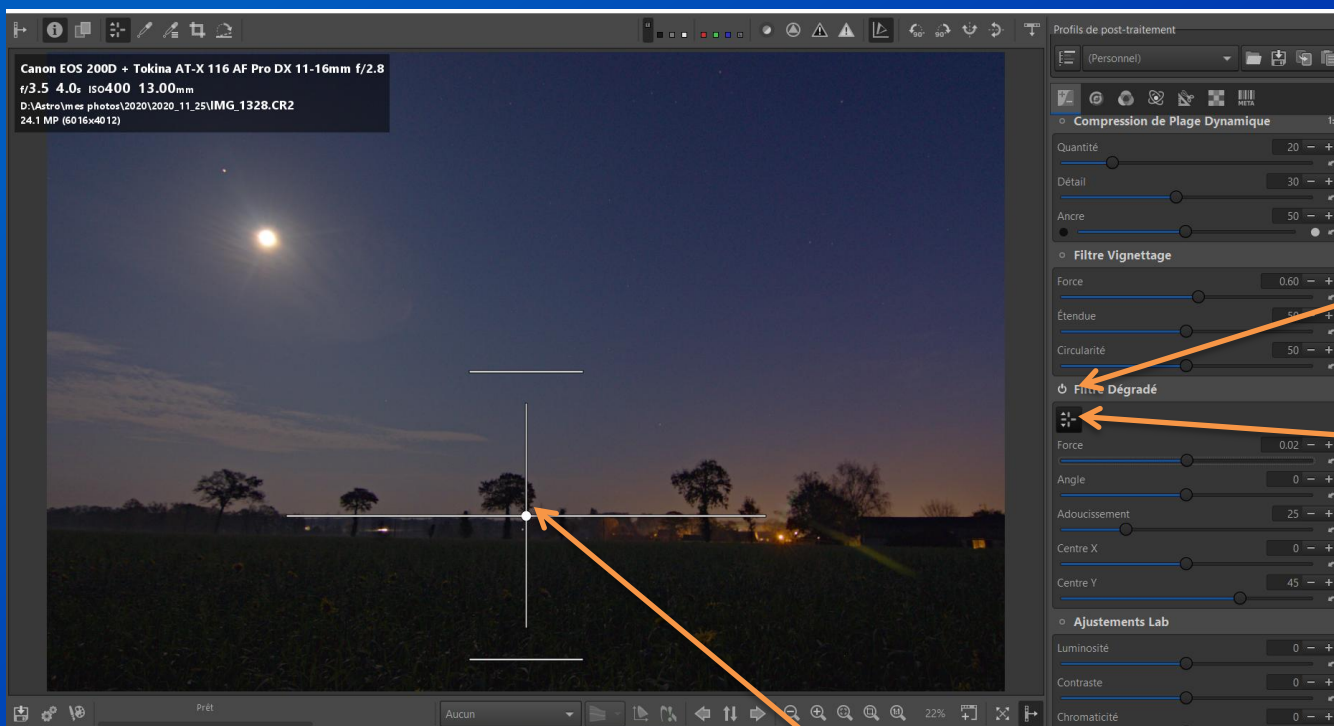 Profils de post-traitement
(Personnel)
Canon EOS 200D + Tokina AT-X 116 AF Pro DX 11-16mm f/2.8
f/3.5 4.0s ISO400 13.00mm
D:\Astro\mes photos\2020\2020_11_25\IMG_1328.CR2
24.1 MP (6016x4012)
META
Compression de Plage Dynamique
Quantité 20 - +
Détail 30 - +
Ancre 50 - +
Filtre Vignettage
Force 0.60 - +
Étendue 50 - +
Circularité 50 - +
Filtre Dégradé
Force 0.02 - +
Angle 0 - +
Adoucissement 25 - +
Centre X 0 - +
Centre Y 45 - +
Ajustements Lab
Luminosité 0 - +
Contraste 0 - +
Chromaticité 0 - +
Prêt
Aucun
22%